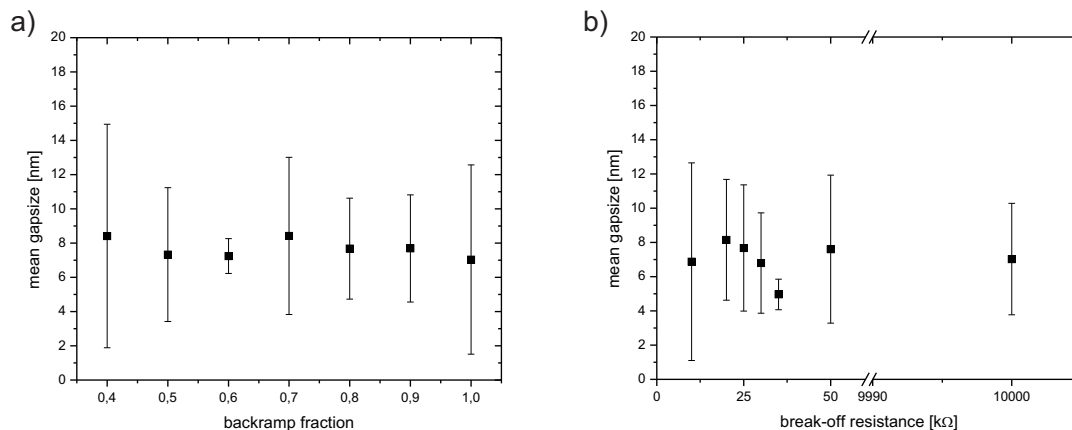 a)
20
18
16
14
12
10
8
6
4
2
0
mean gapsize [nm]
0,4 0,5 0,6 0,7 0,8 0,9 1,0
backramp fraction
b)
20
18
16
14
12
10
8
6
4
2
0
mean gapsize [nm]
0 25 50 9990 10000
break-off resistance [kΩ]